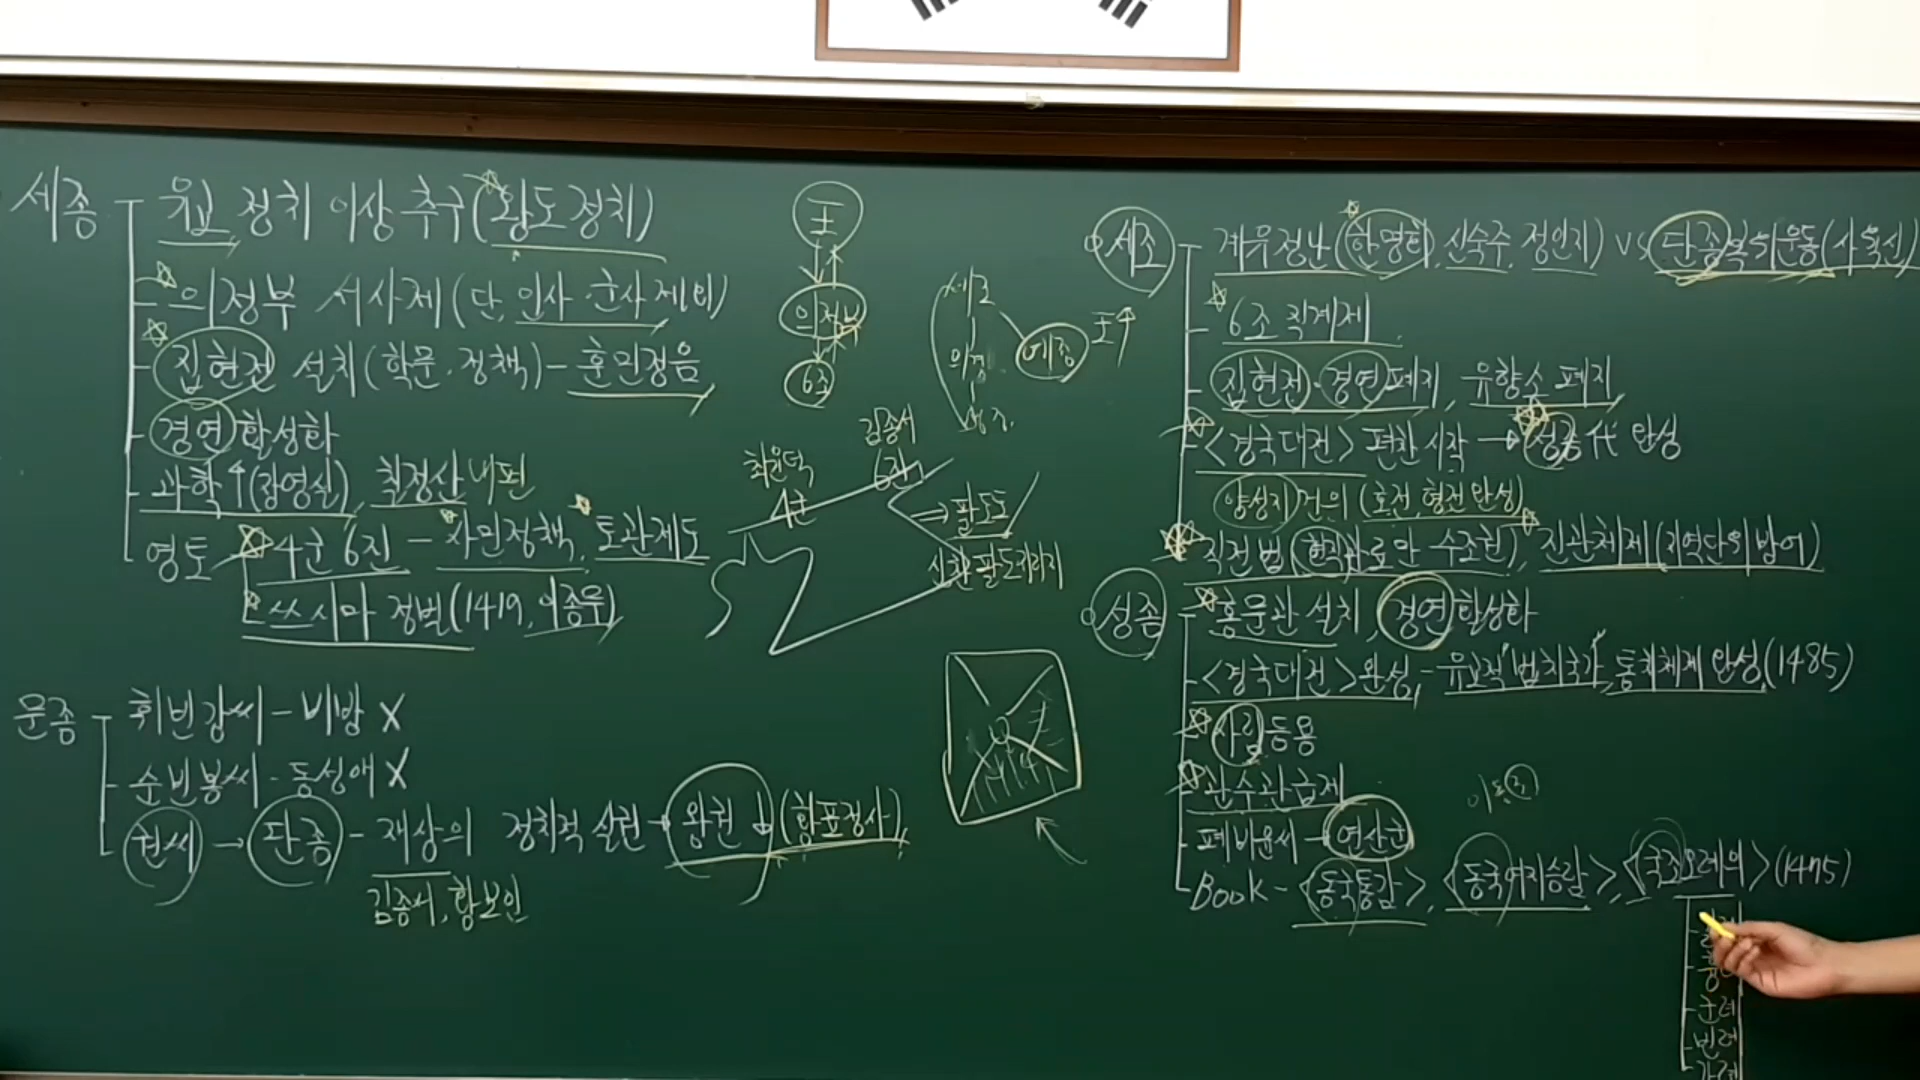 세종 유교 정치 이상 추구(왕도정치)
의정부 서사제(단, 인사·군사 제외)
집현전 설치(학문·정책)-훈민정음
경연 활성화
과학↑(장영실), 칠정산 내편
영토 4군 6진 - 사민정책, 토관제도
쓰시마 정벌(1419, 이종무)
문종 휘빈김씨-비방 X
순빈봉씨-동성애 X
권씨 → 단종 - 재상의 정치적 실권 → 왕권↓(황표정사)
김종서, 황보인
王
의정부
6조
세조
의경
예종
王↑
성종
최윤덕
4군
김종서
6진
⇒ 팔도도
신찬팔도지리지
세조 계유정난(한명회, 신숙주, 정인지) VS 단종복위운동(사육신)
6조 직계제
집현전·경연 폐지, 유향소 폐지
<경국대전> 편찬 시작 → 성종代 완성
양성지 건의 (호전, 형전 완성)
직전법(현직관료만 수조권), 진관체제(지역단위 방어)
성종 홍문관 설치, 경연 활성화
<경국대전>완성, -유교적 "법치국가" 통치체제 완성(1485)
사림 등용
관수관급제
폐비윤씨 → 연산군
Book - <동국통감>, <동국여지승람>, <국조오례의>(1475)
군례
빈례